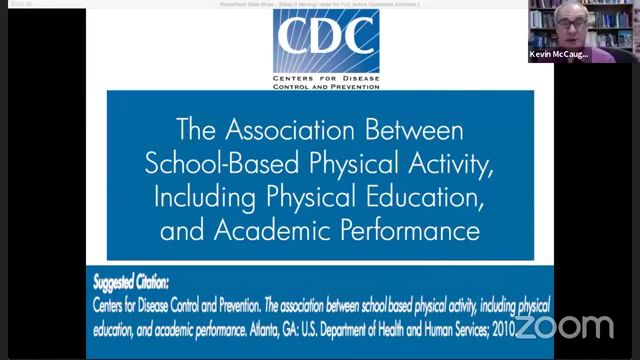 PowerPoint Slide Show - [Keep It Moving! Ideas for Fun, Active Classroom Activities ]
Kevin McCaug...
CDC
CENTERS FOR DISEASE
CONTROL AND PREVENTION
The Association Between
School-Based Physical Activity,
Including Physical Education,
and Academic Performance
Suggested Citation:
Centers for Disease Control and Prevention. The association between school based physical activity, including physical
education, and academic performance. Atlanta, GA: U.S. Department of Health and Human Services; 2010
zoom